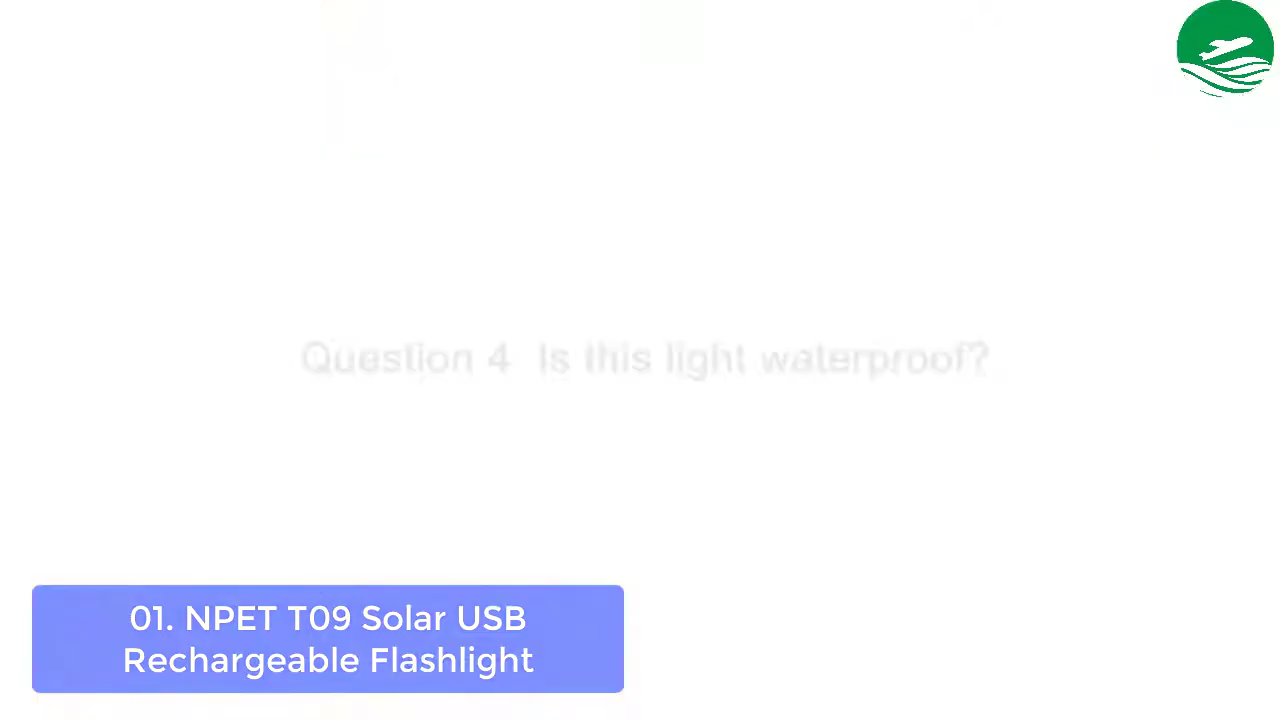 Question 4 Is this light waterproof?
01. NPET T09 Solar USB
Rechargeable Flashlight